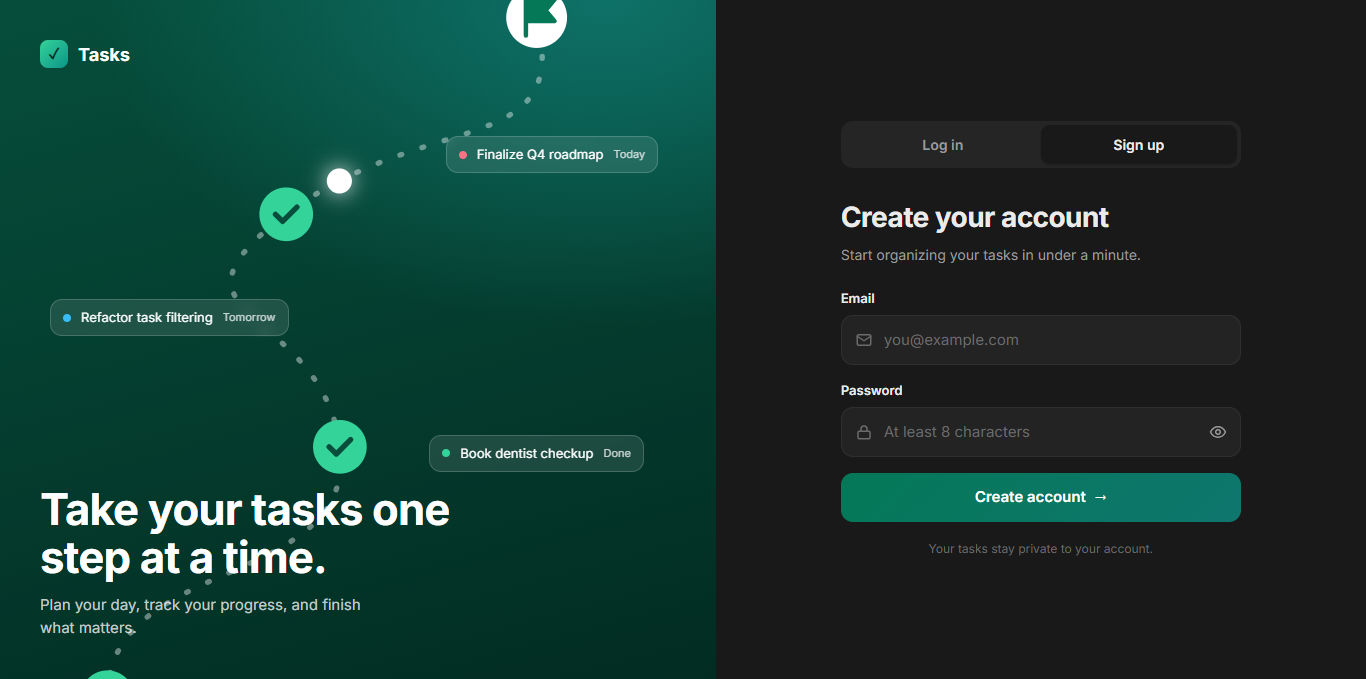 Tasks
Finalize Q4 roadmap Today
Refactor task filtering Tomorrow
Book dentist checkup Done
Take your tasks one
step at a time.
Plan your day, track your progress, and finish
what matters.
Log in Sign up
Create your account
Start organizing your tasks in under a minute.
Email
you@example.com
Password
At least 8 characters
Create account →
Your tasks stay private to your account.